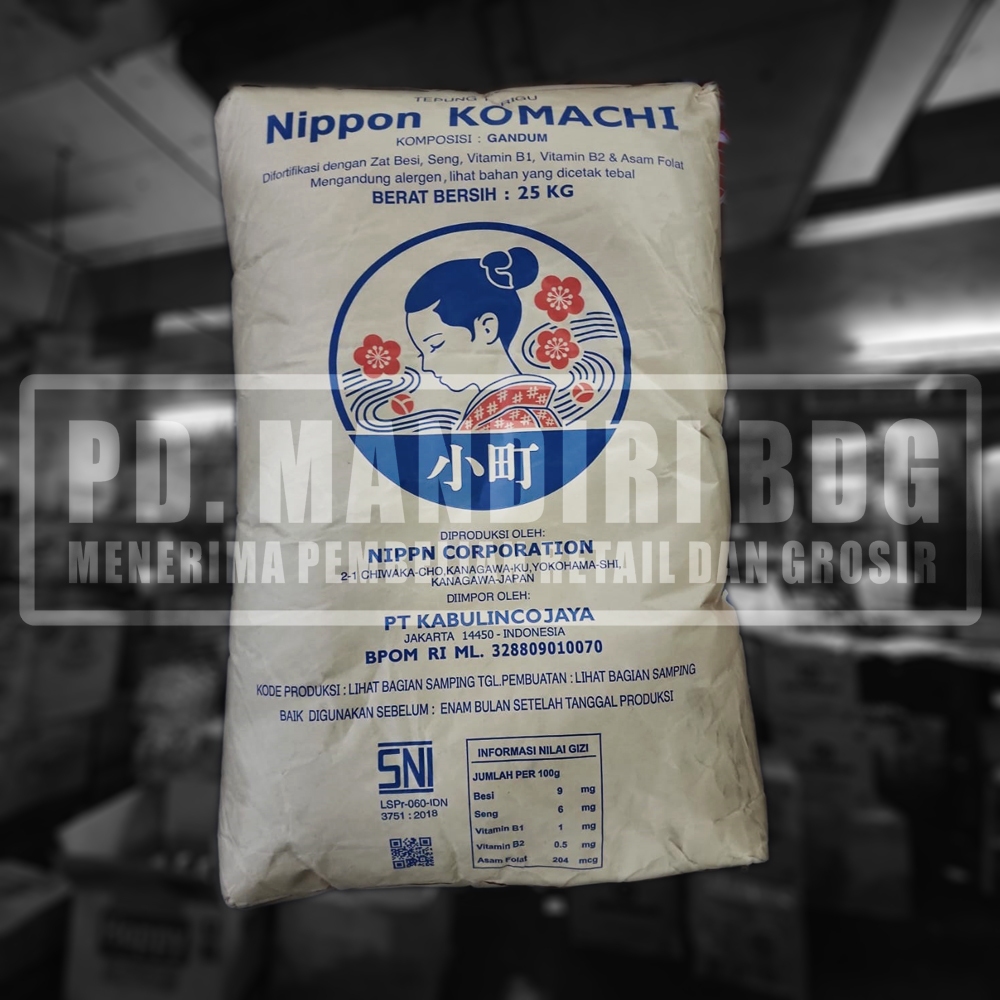 TEPUNG TERIGU
Nippon KOMACHI
KOMPOSISI : GANDUM
Difortifikasi dengan Zat Besi, Seng, Vitamin B1, Vitamin B2 & Asam Folat
Mengandung alergen, lihat bahan yang dicetak tebal
BERAT BERSIH : 25 KG
小町
PD. MANDIRI BDG
DIPRODUKSI OLEH:
NIPPN CORPORATION
MENERIMA PEMBELIAN RETAIL DAN GROSIR
2-1 CHIWAKA-CHO,KANAGAWA-KU,YOKOHAMA-SHI,
KANAGAWA-JAPAN
DIIMPOR OLEH:
PT KABULINCOJAYA
JAKARTA 14450 - INDONESIA
BPOM RI ML. 328809010070
KODE PRODUKSI : LIHAT BAGIAN SAMPING TGL.PEMBUATAN : LIHAT BAGIAN SAMPING
BAIK DIGUNAKAN SEBELUM : ENAM BULAN SETELAH TANGGAL PRODUKSI
SNI
LSPr-060-IDN
3751 : 2018
INFORMASI NILAI GIZI
JUMLAH PER 100g
Besi 9 mg
Seng 6 mg
Vitamin B1 1 mg
Vitamin B2 0.5 mg
Asam Folat 204 mcg